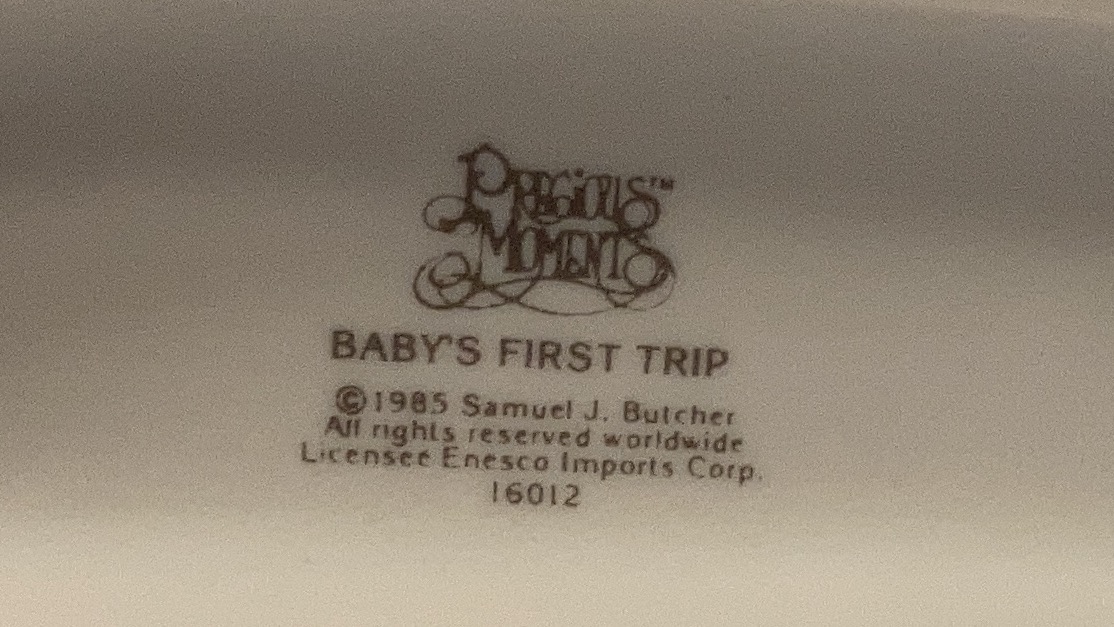 PRECIOUS™
MOMENTS
BABY'S FIRST TRIP
©1985 Samuel J. Butcher
All rights reserved worldwide
Licensee Enesco Imports Corp.
16012